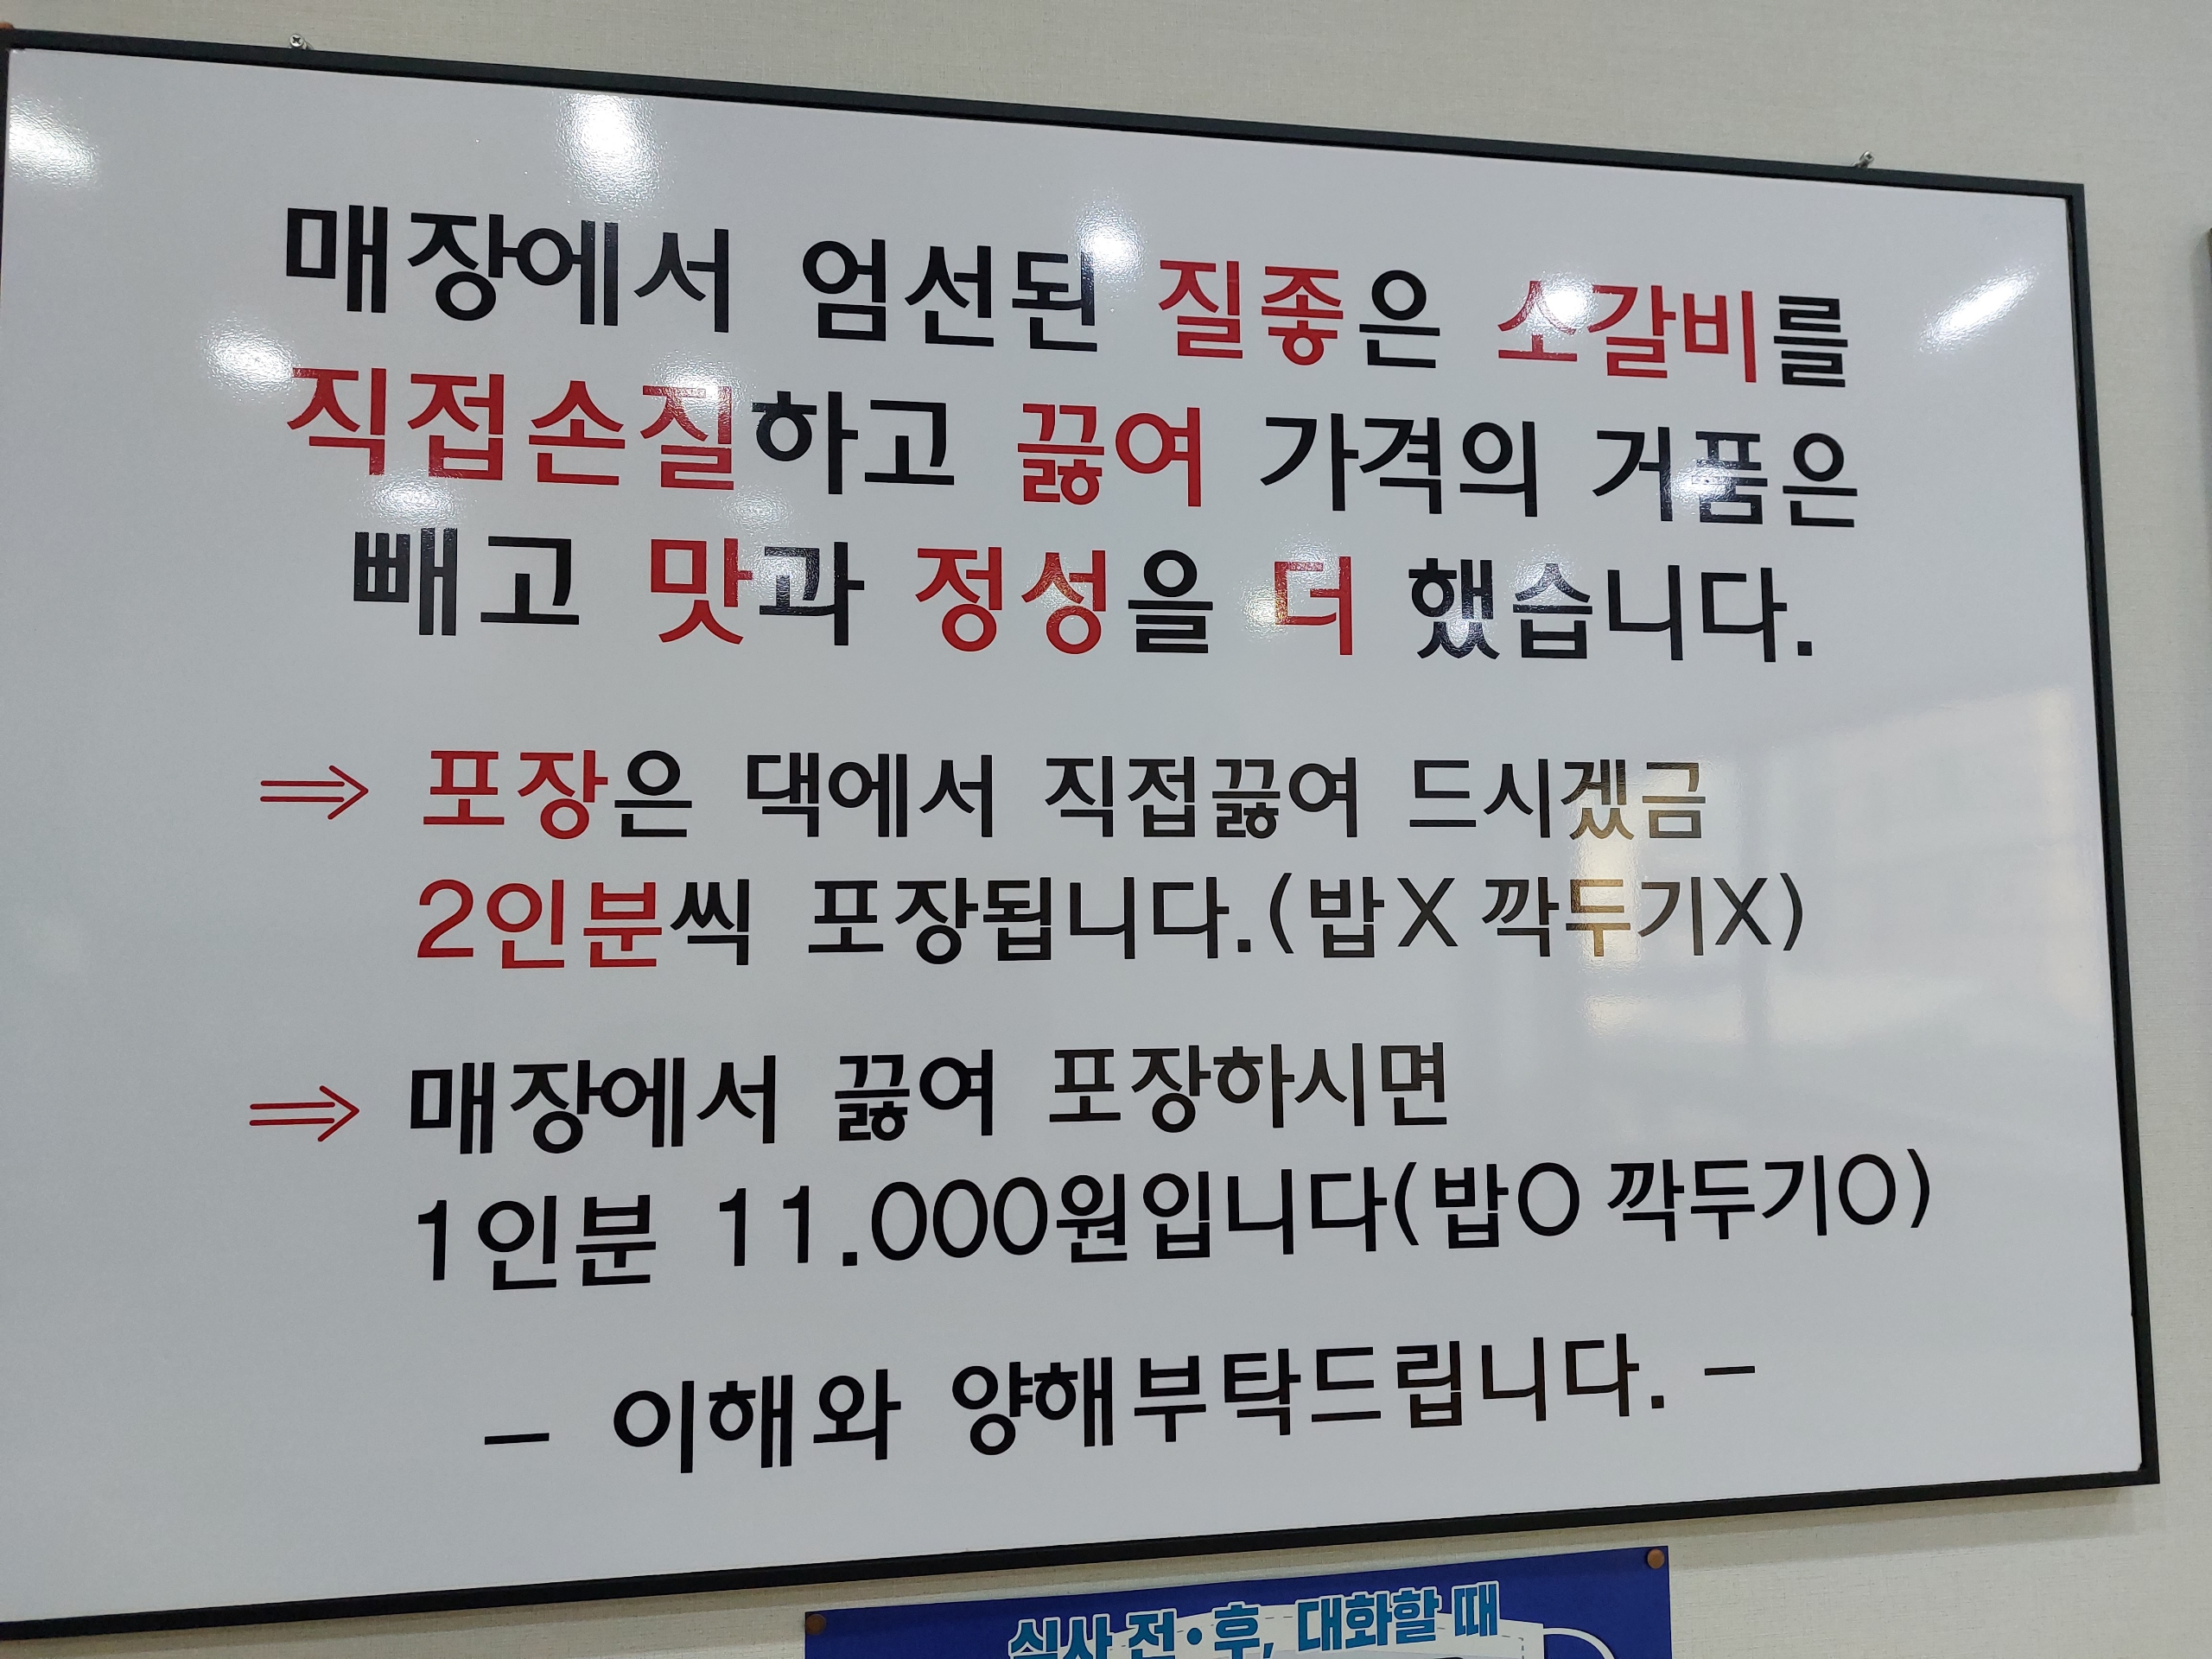 매장에서 엄선된 질좋은 소갈비를
직접손질하고 끓여 가격의 거품은
빼고 맛과 정성을 더 했습니다.
⇒ 포장은 댁에서 직접끓여 드시겠금
2인분씩 포장됩니다.(밥X 깍두기X)
⇒ 매장에서 끓여 포장하시면
1인분 11.000원입니다(밥O 깍두기O)
- 이해와 양해부탁드립니다. -
식사 전•후, 대화할 때